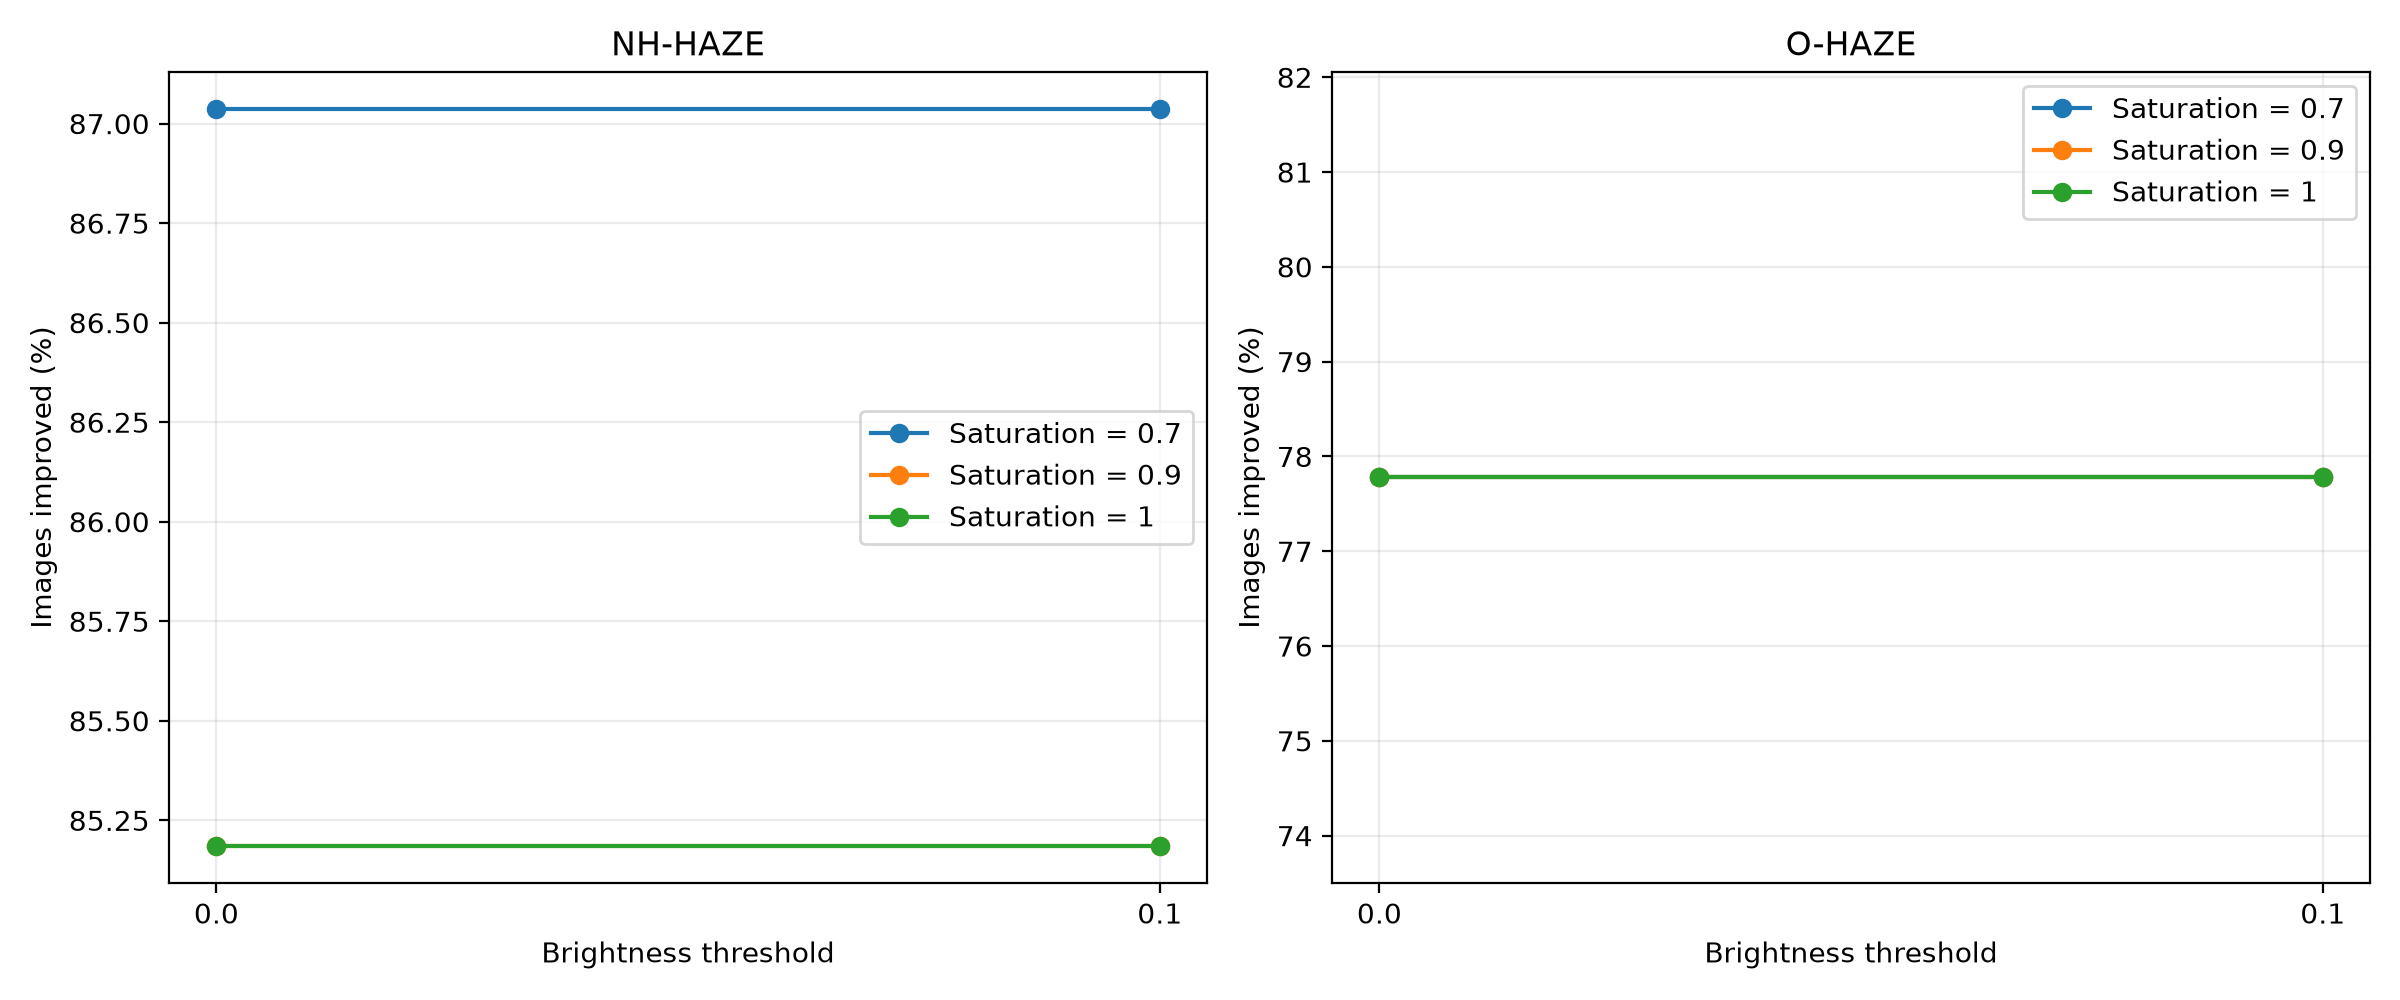 NH-HAZE
Images improved (%)
87.00
86.75
86.50
86.25
86.00
85.75
85.50
85.25
Saturation = 0.7
Saturation = 0.9
Saturation = 1
0.0
0.1
Brightness threshold
O-HAZE
Images improved (%)
82
81
80
79
78
77
76
75
74
Saturation = 0.7
Saturation = 0.9
Saturation = 1
0.0
0.1
Brightness threshold